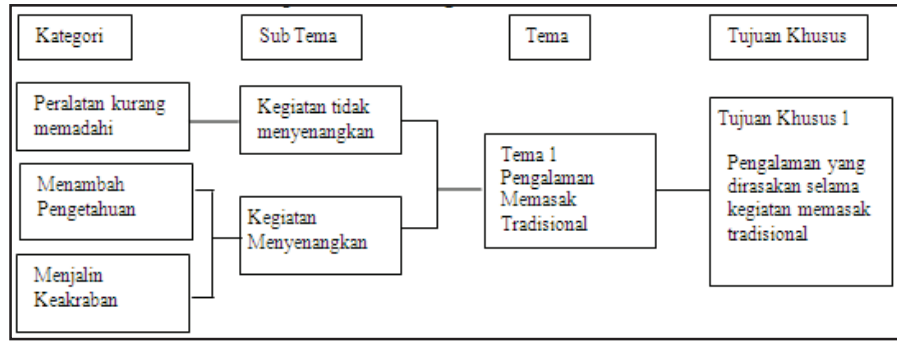 Kategori
Sub Tema
Tema
Tujuan Khusus
Peralatan kurang
memadahi
Menambah
Pengetahuan
Menjalin
Keakraban
Kegiatan tidak
menyenangkan
Kegiatan
Menyenangkan
Tema 1
Pengalaman
Memasak
Tradisional
Tujuan Khusus 1
Pengalaman yang
dirasakan selama
kegiatan memasak
tradisional